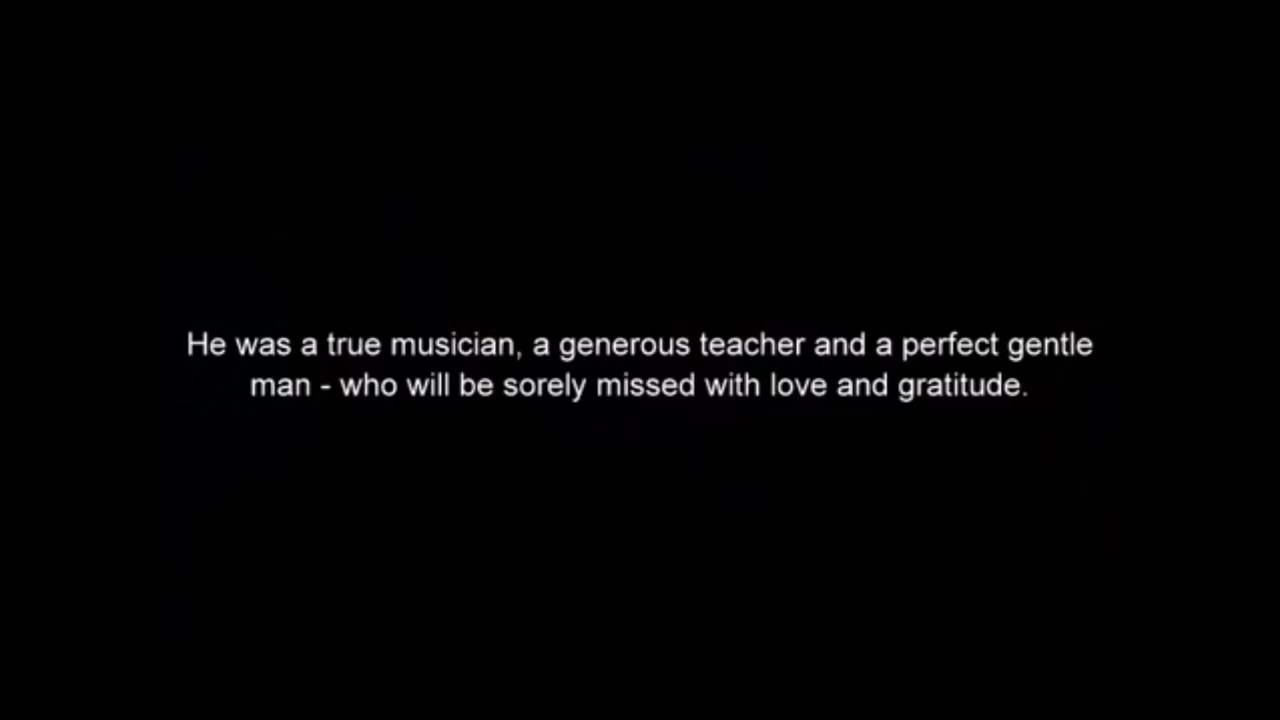 He was a true musician, a generous teacher and a perfect gentle
man - who will be sorely missed with love and gratitude.